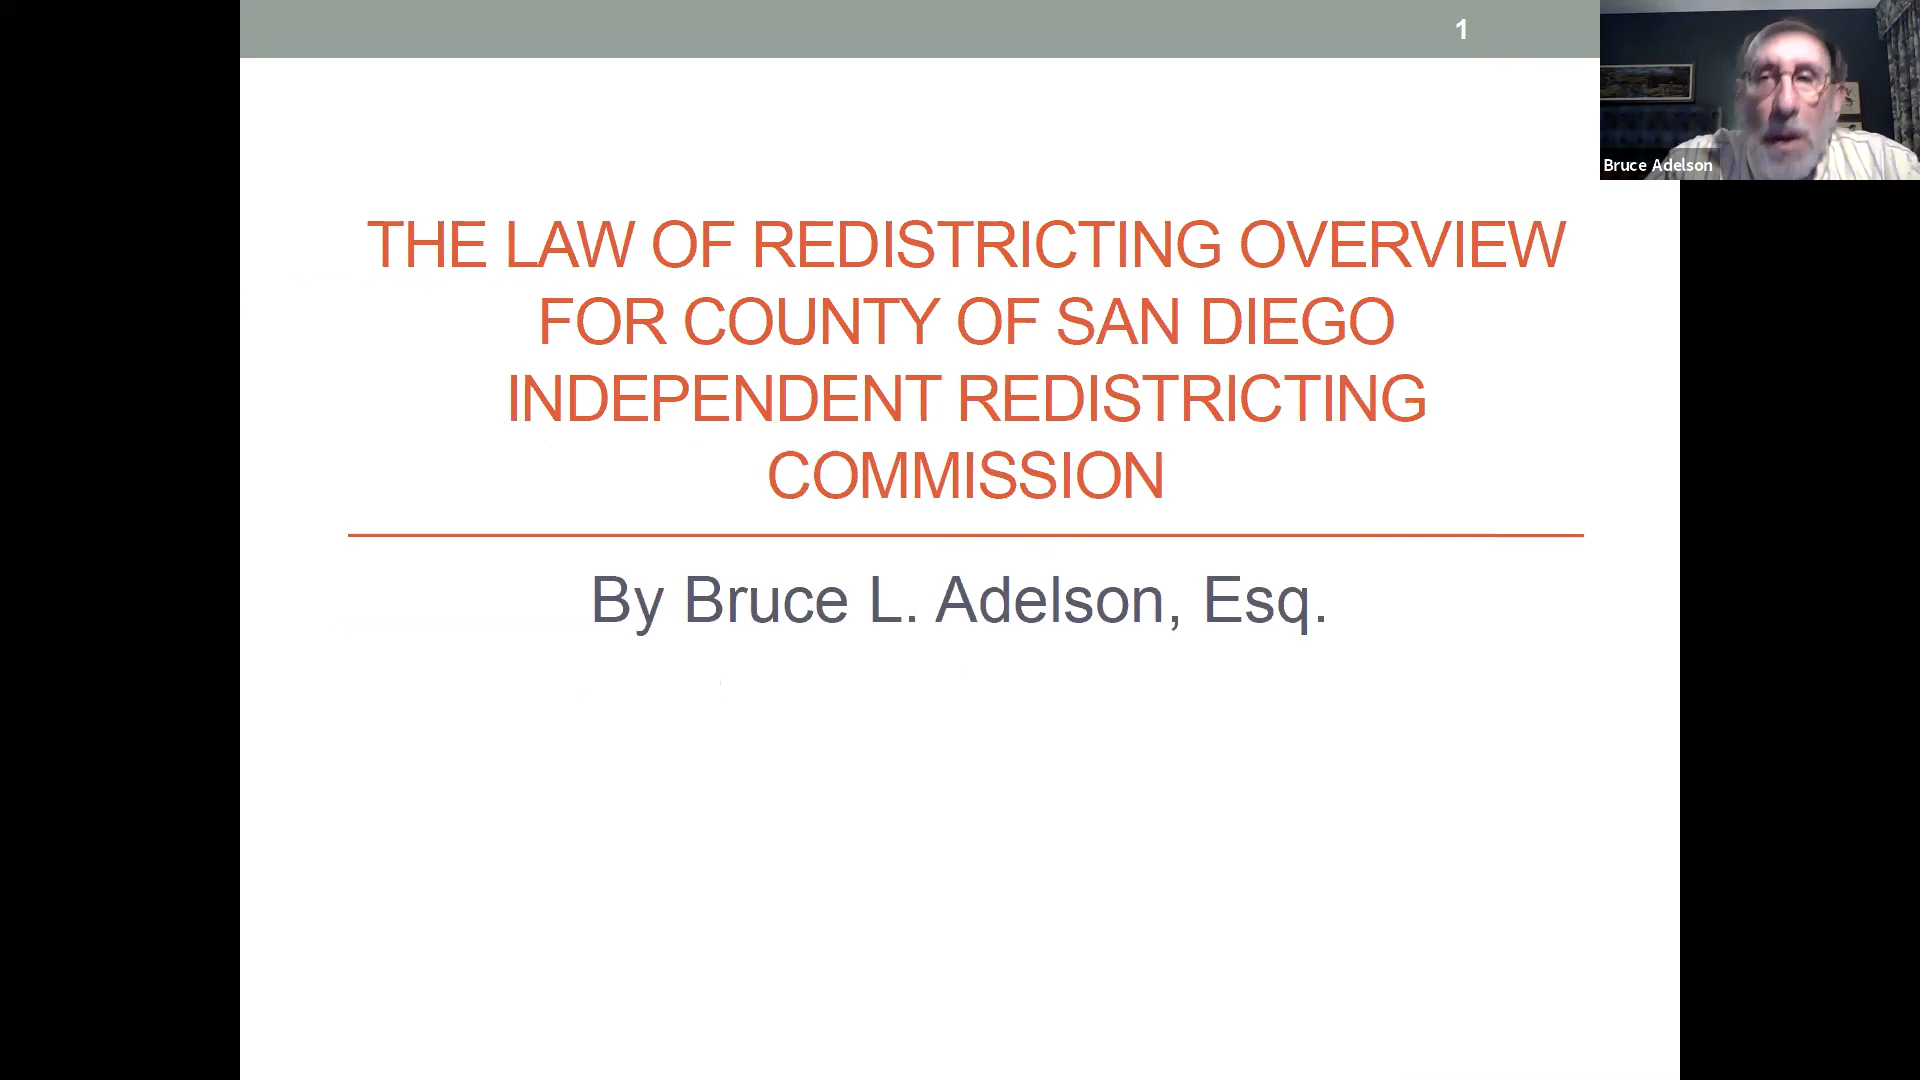 1
Bruce Adelson
THE LAW OF REDISTRICTING OVERVIEW
FOR COUNTY OF SAN DIEGO
INDEPENDENT REDISTRICTING
COMMISSION
By Bruce L. Adelson, Esq.